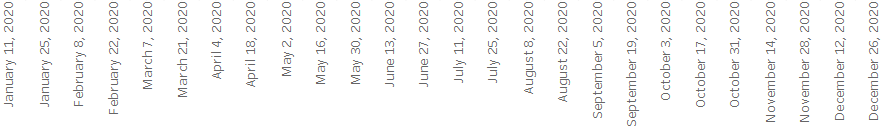 January 11, 2020
January 25, 2020
February 8, 2020
February 22, 2020
March 7, 2020
March 21, 2020
April 4, 2020
April 18, 2020
May 2, 2020
May 16, 2020
May 30, 2020
June 13, 2020
June 27, 2020
July 11, 2020
July 25, 2020
August 8, 2020
August 22, 2020
September 5, 2020
September 19, 2020
October 3, 2020
October 17, 2020
October 31, 2020
November 14, 2020
November 28, 2020
December 12, 2020
December 26, 2020